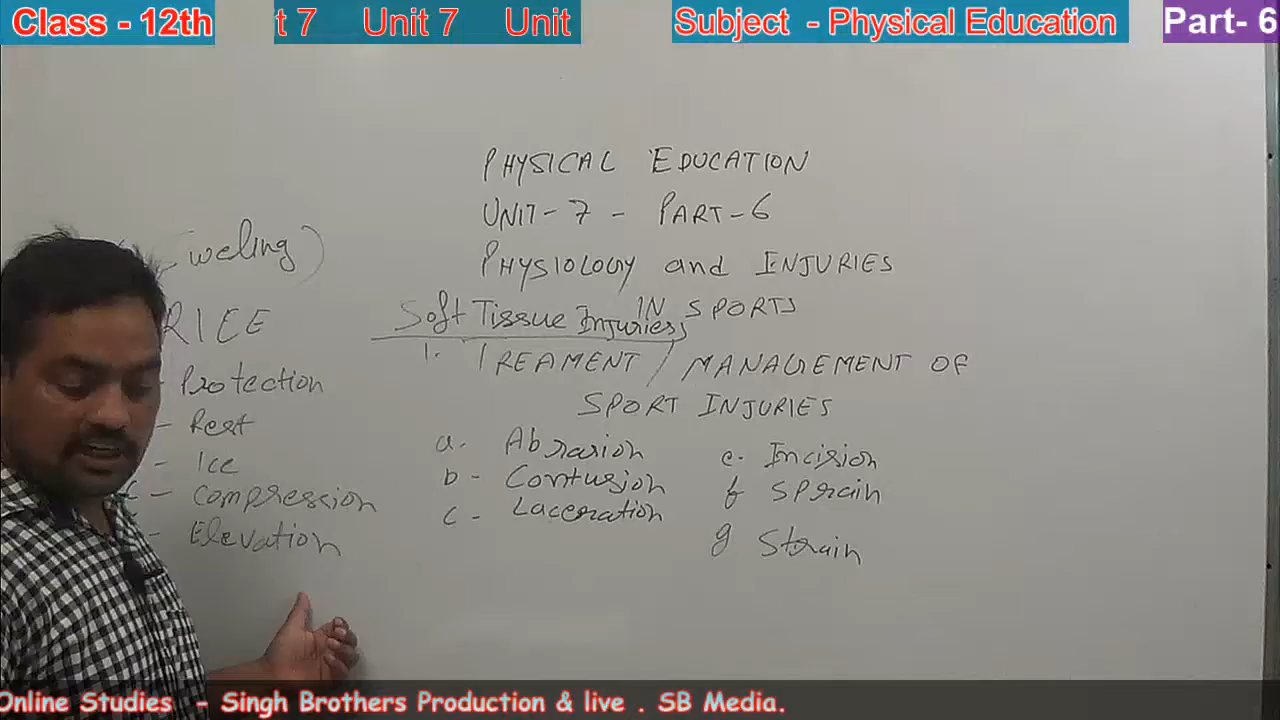 Class - 12th
t 7 Unit 7 Unit
Subject - Physical Education
Part- 6
PHYSICAL EDUCATION
UNIT-7 - PART-6
PHYSIOLOGY and INJURIES
IN SPORTS
Soft Tissue Injuries
1. TREAMENT / MANAGEMENT OF
SPORT INJURIES
a. Abrasion
b - Contusion
c - Laceration
e. Incision
f Sprain
g Strain
weling)
RICE
Protection
- Rest
- Ice
C - Compression
- Elevation
Online Studies - Singh Brothers Production & live . SB Media.